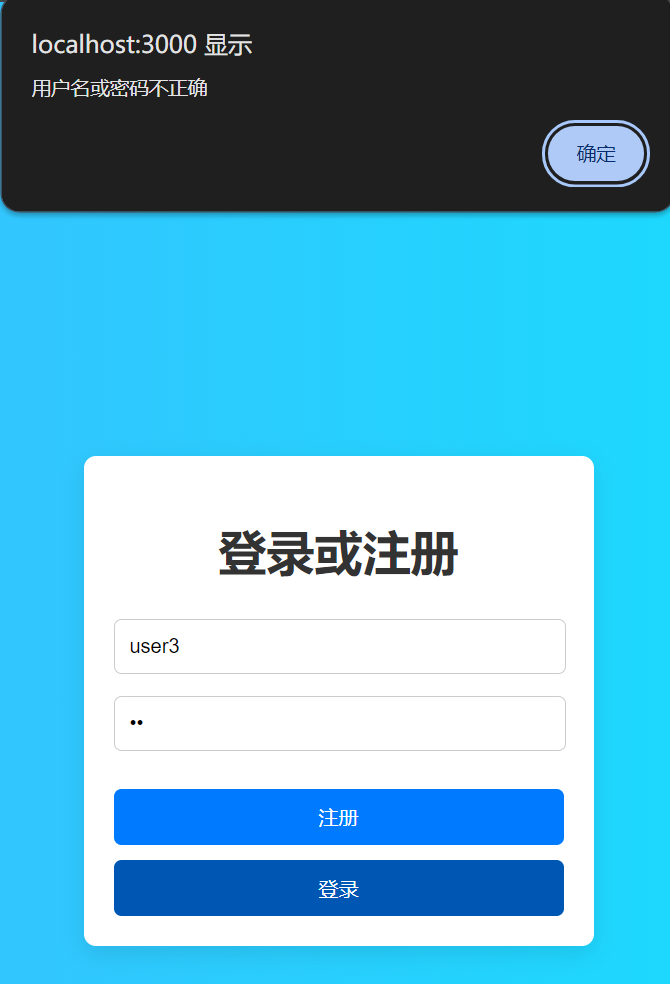 localhost:3000 显示
用户名或密码不正确
确定
登录或注册
user3
••
注册
登录